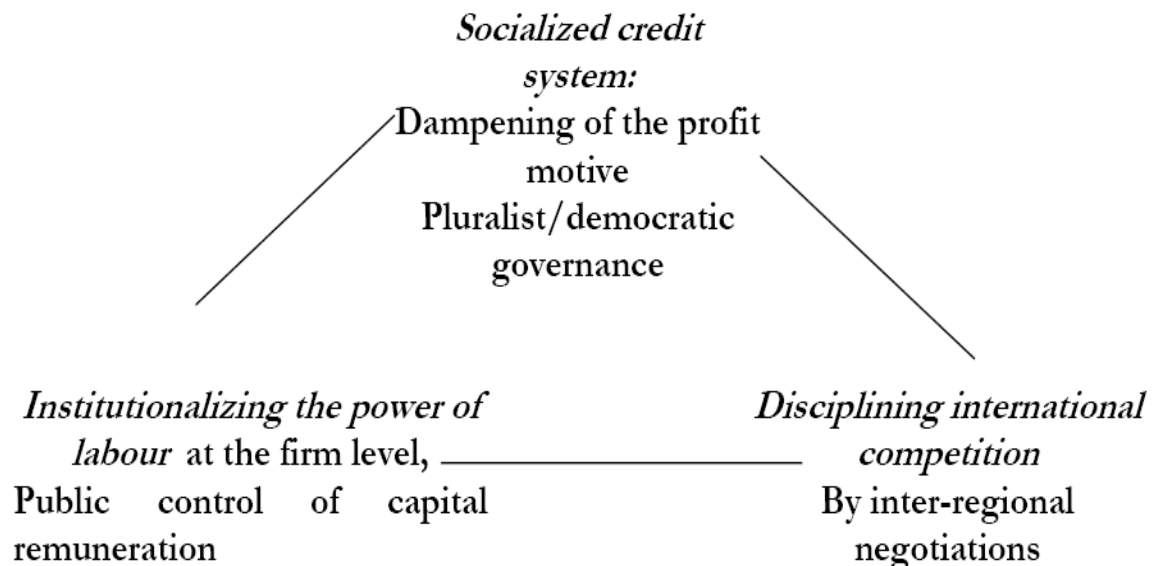 Socialized credit
system:
Dampening of the profit
motive
Pluralist/democratic
governance
Institutionalizing the power of
labour at the firm level,
Public control of capital
remuneration
Disciplining international
competition
By inter-regional
negotiations